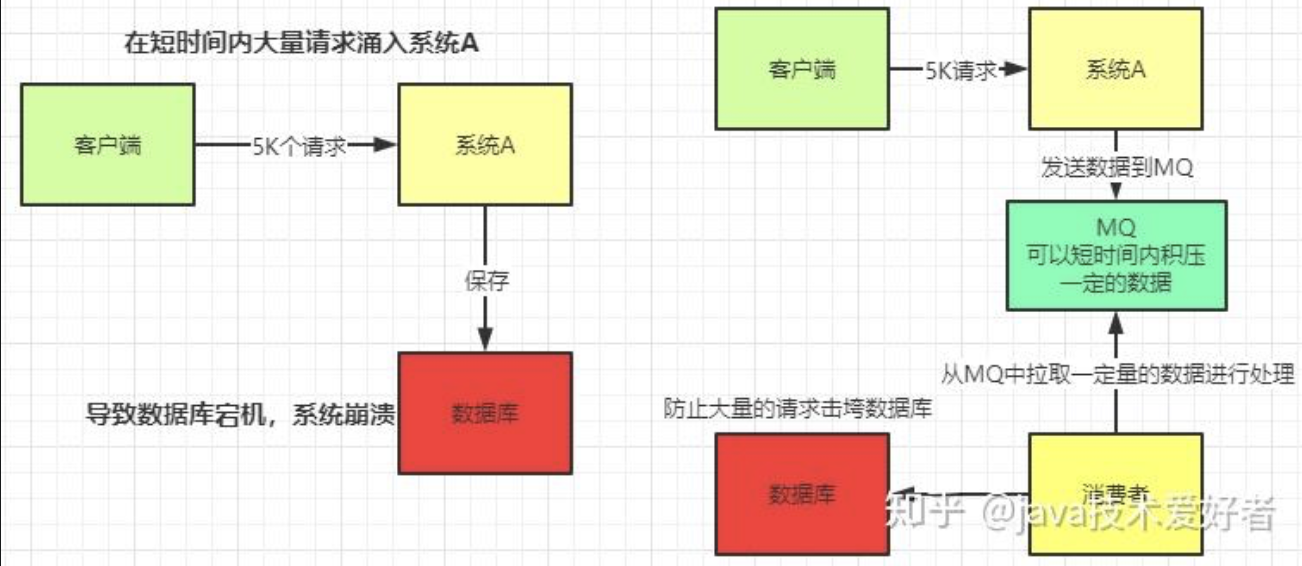 在短时间内大量请求涌入系统A
客户端
5K个请求
系统A
保存
导致数据库宕机，系统崩溃
数据库
客户端
5K请求
系统A
发送数据到MQ
MQ
可以短时间内积压
一定的数据
从MQ中拉取一定量的数据进行处理
防止大量的请求击垮数据库
数据库
消费者
知乎 @java技术爱好者